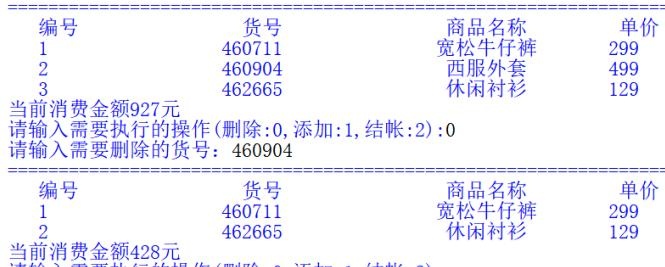 ================================================================
编号 货号 商品名称 单价
1 460711 宽松牛仔裤 299
2 460904 西服外套 499
3 462665 休闲衬衫 129
当前消费金额927元
请输入需要执行的操作(删除:0,添加:1,结帐:2):0
请输入需要删除的货号：460904
================================================================
编号 货号 商品名称 单价
1 460711 宽松牛仔裤 299
2 462665 休闲衬衫 129
当前消费金额428元